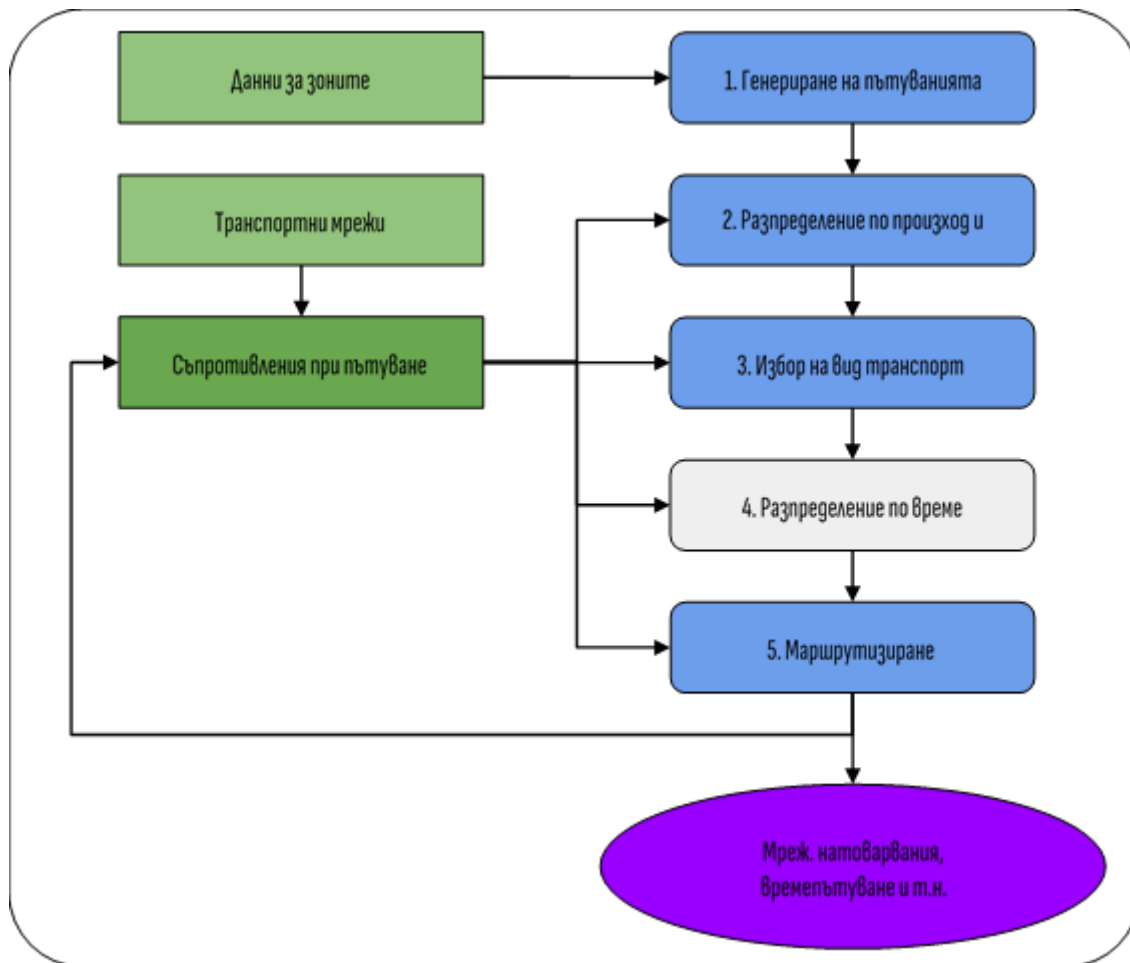 Данни за зоните
1. Генериране на пътуванията
Транспортни мрежи
2. Разпределение по произход и
Съпротивления при пътуване
3. Избор на вид транспорт
4. Разпределение по време
5. Маршрутизиране
Мреж. натоварвания,
времепътуване и т.н.